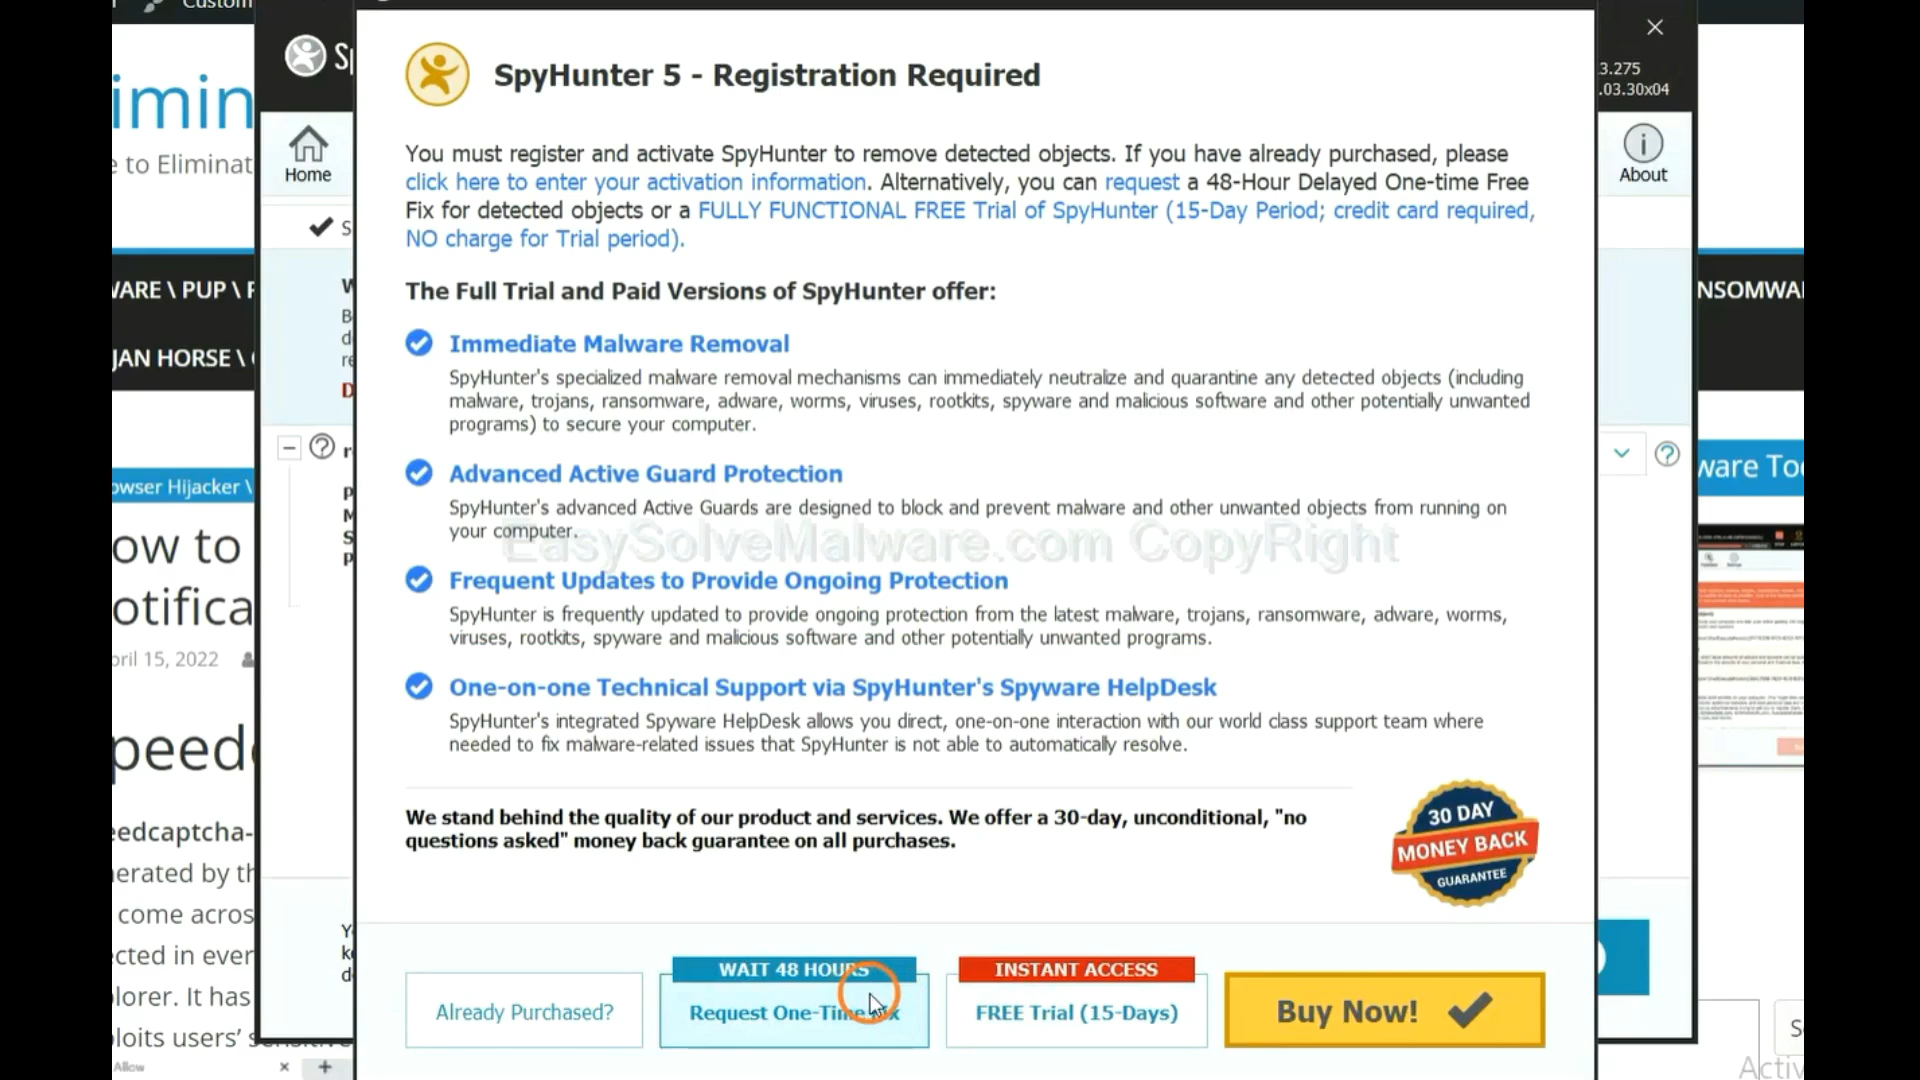 Custom
Sp
SpyHunter 5 - Registration Required
3.275
.03.30x04
imin
e to Eliminat
Home
About
You must register and activate SpyHunter to remove detected objects. If you have already purchased, please
click here to enter your activation information. Alternatively, you can request a 48-Hour Delayed One-time Free
Fix for detected objects or a FULLY FUNCTIONAL FREE Trial of SpyHunter (15-Day Period; credit card required,
NO charge for Trial period).
WARE \ PUP \
NSOMWA
The Full Trial and Paid Versions of SpyHunter offer:
JAN HORSE \
Immediate Malware Removal
SpyHunter's specialized malware removal mechanisms can immediately neutralize and quarantine any detected objects (including
malware, trojans, ransomware, adware, worms, viruses, rootkits, spyware and malicious software and other potentially unwanted
programs) to secure your computer.
Advanced Active Guard Protection
SpyHunter's advanced Active Guards are designed to block and prevent malware and other unwanted objects from running on
your computer.
EasySolveMalware.com CopyRight
owser Hijacker \
ware Too
ow to
otifica
Frequent Updates to Provide Ongoing Protection
SpyHunter is frequently updated to provide ongoing protection from the latest malware, trojans, ransomware, adware, worms,
viruses, rootkits, spyware and malicious software and other potentially unwanted programs.
pril 15, 2022
One-on-one Technical Support via SpyHunter's Spyware HelpDesk
SpyHunter's integrated Spyware HelpDesk allows you direct, one-on-one interaction with our world class support team where
needed to fix malware-related issues that SpyHunter is not able to automatically resolve.
peed
We stand behind the quality of our product and services. We offer a 30-day, unconditional, "no
questions asked" money back guarantee on all purchases.
30 DAY
MONEY BACK
GUARANTEE
edcaptcha-
erated by th
come acros
cted in ever
lorer. It has
ploits users' sensitive
WAIT 48 HOURS
INSTANT ACCESS
Already Purchased?
Request One-Time Fix
FREE Trial (15-Days)
Buy Now!
Allow
Activ